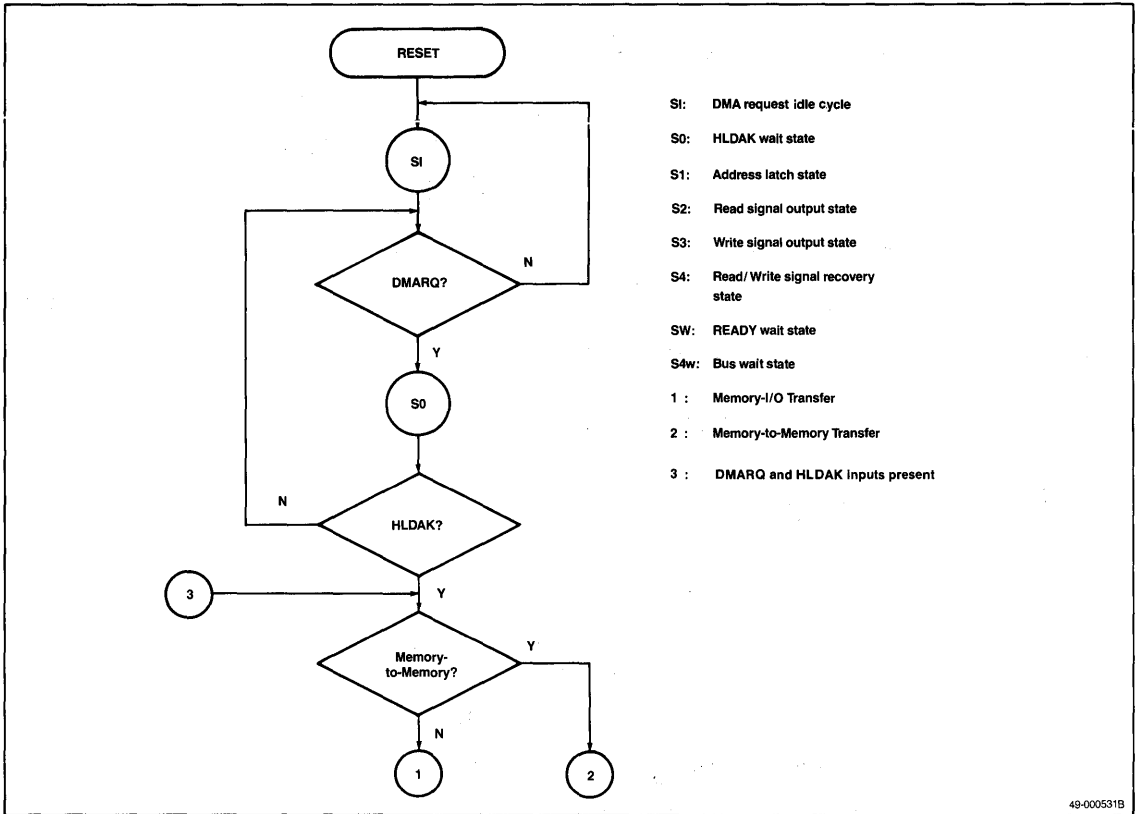 RESET
SI
DMARQ?
N
Y
S0
HLDAK?
N
Y
3
Memory-
to-Memory?
Y
N
1
2
SI: DMA request idle cycle
S0: HLDAK wait state
S1: Address latch state
S2: Read signal output state
S3: Write signal output state
S4: Read/Write signal recovery
state
SW: READY wait state
S4w: Bus wait state
1 : Memory-I/O Transfer
2 : Memory-to-Memory Transfer
3 : DMARQ and HLDAK inputs present
49-000531B